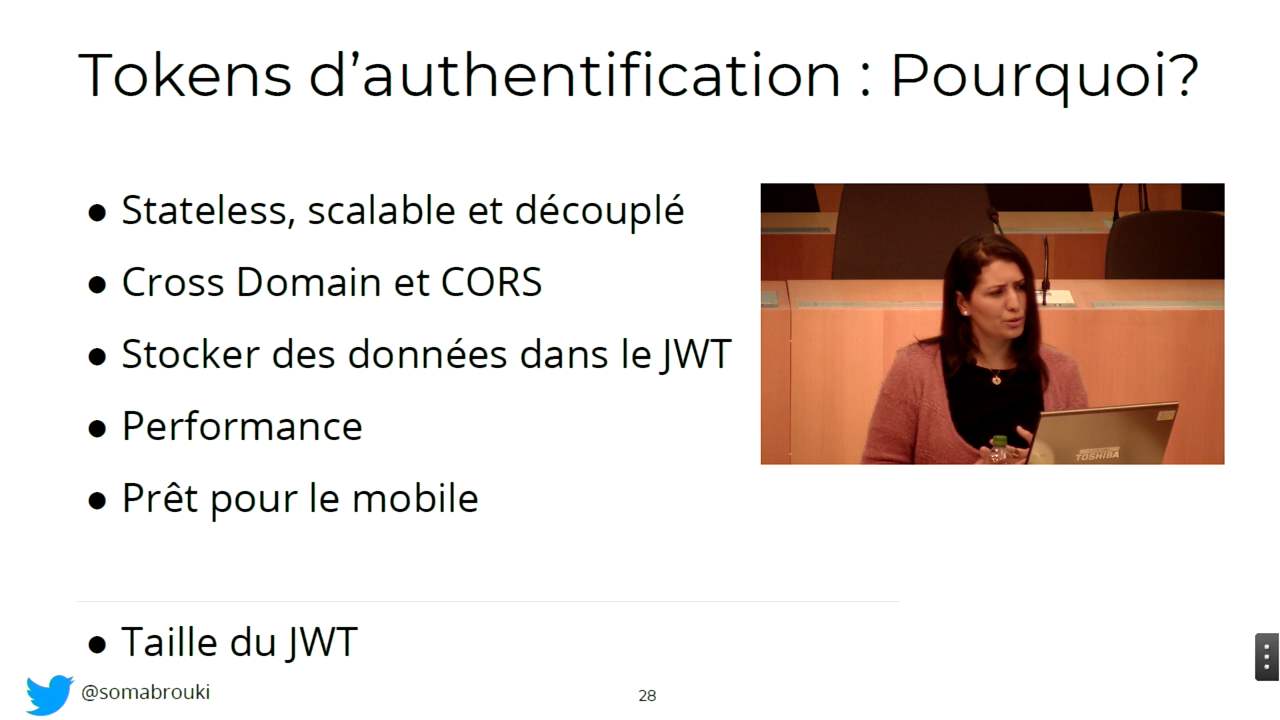 Tokens d’authentification : Pourquoi?
● Stateless, scalable et découplé
● Cross Domain et CORS
● Stocker des données dans le JWT
● Performance
● Prêt pour le mobile
TOSHIBA
● Taille du JWT
@somabrouki
28